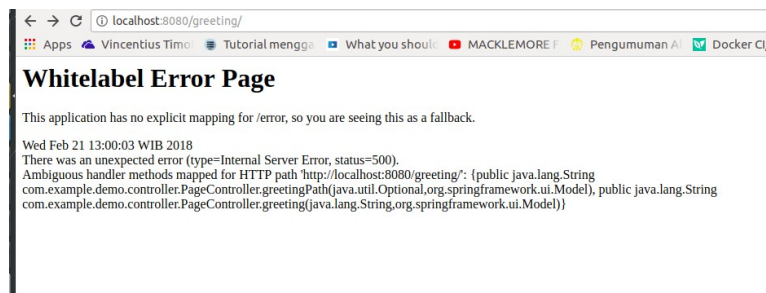 localhost:8080/greeting/
Apps Vincentius Timo Tutorial mengga What you should MACKLEMORE F Pengumuman A Docker CI
Whitelabel Error Page
This application has no explicit mapping for /error, so you are seeing this as a fallback.
Wed Feb 21 13:00:03 WIB 2018
There was an unexpected error (type=Internal Server Error, status=500).
Ambiguous handler methods mapped for HTTP path 'http://localhost:8080/greeting/': {public java.lang.String
com.example.demo.controller.PageController.greetingPath(java.util.Optional,org.springframework.ui.Model), public java.lang.String
com.example.demo.controller.PageController.greeting(java.lang.String,org.springframework.ui.Model)}